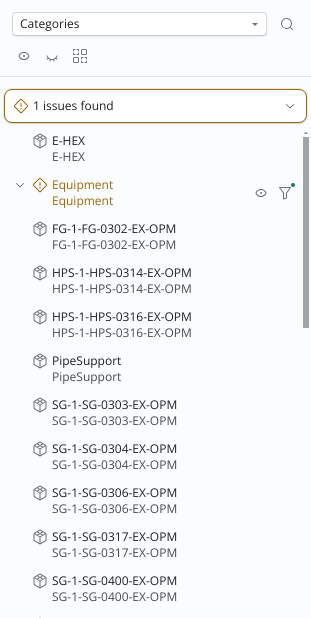 Categories
1 issues found
E-HEX
E-HEX
Equipment
Equipment
FG-1-FG-0302-EX-OPM
FG-1-FG-0302-EX-OPM
HPS-1-HPS-0314-EX-OPM
HPS-1-HPS-0314-EX-OPM
HPS-1-HPS-0316-EX-OPM
HPS-1-HPS-0316-EX-OPM
PipeSupport
PipeSupport
SG-1-SG-0303-EX-OPM
SG-1-SG-0303-EX-OPM
SG-1-SG-0304-EX-OPM
SG-1-SG-0304-EX-OPM
SG-1-SG-0306-EX-OPM
SG-1-SG-0306-EX-OPM
SG-1-SG-0317-EX-OPM
SG-1-SG-0317-EX-OPM
SG-1-SG-0400-EX-OPM
SG-1-SG-0400-EX-OPM